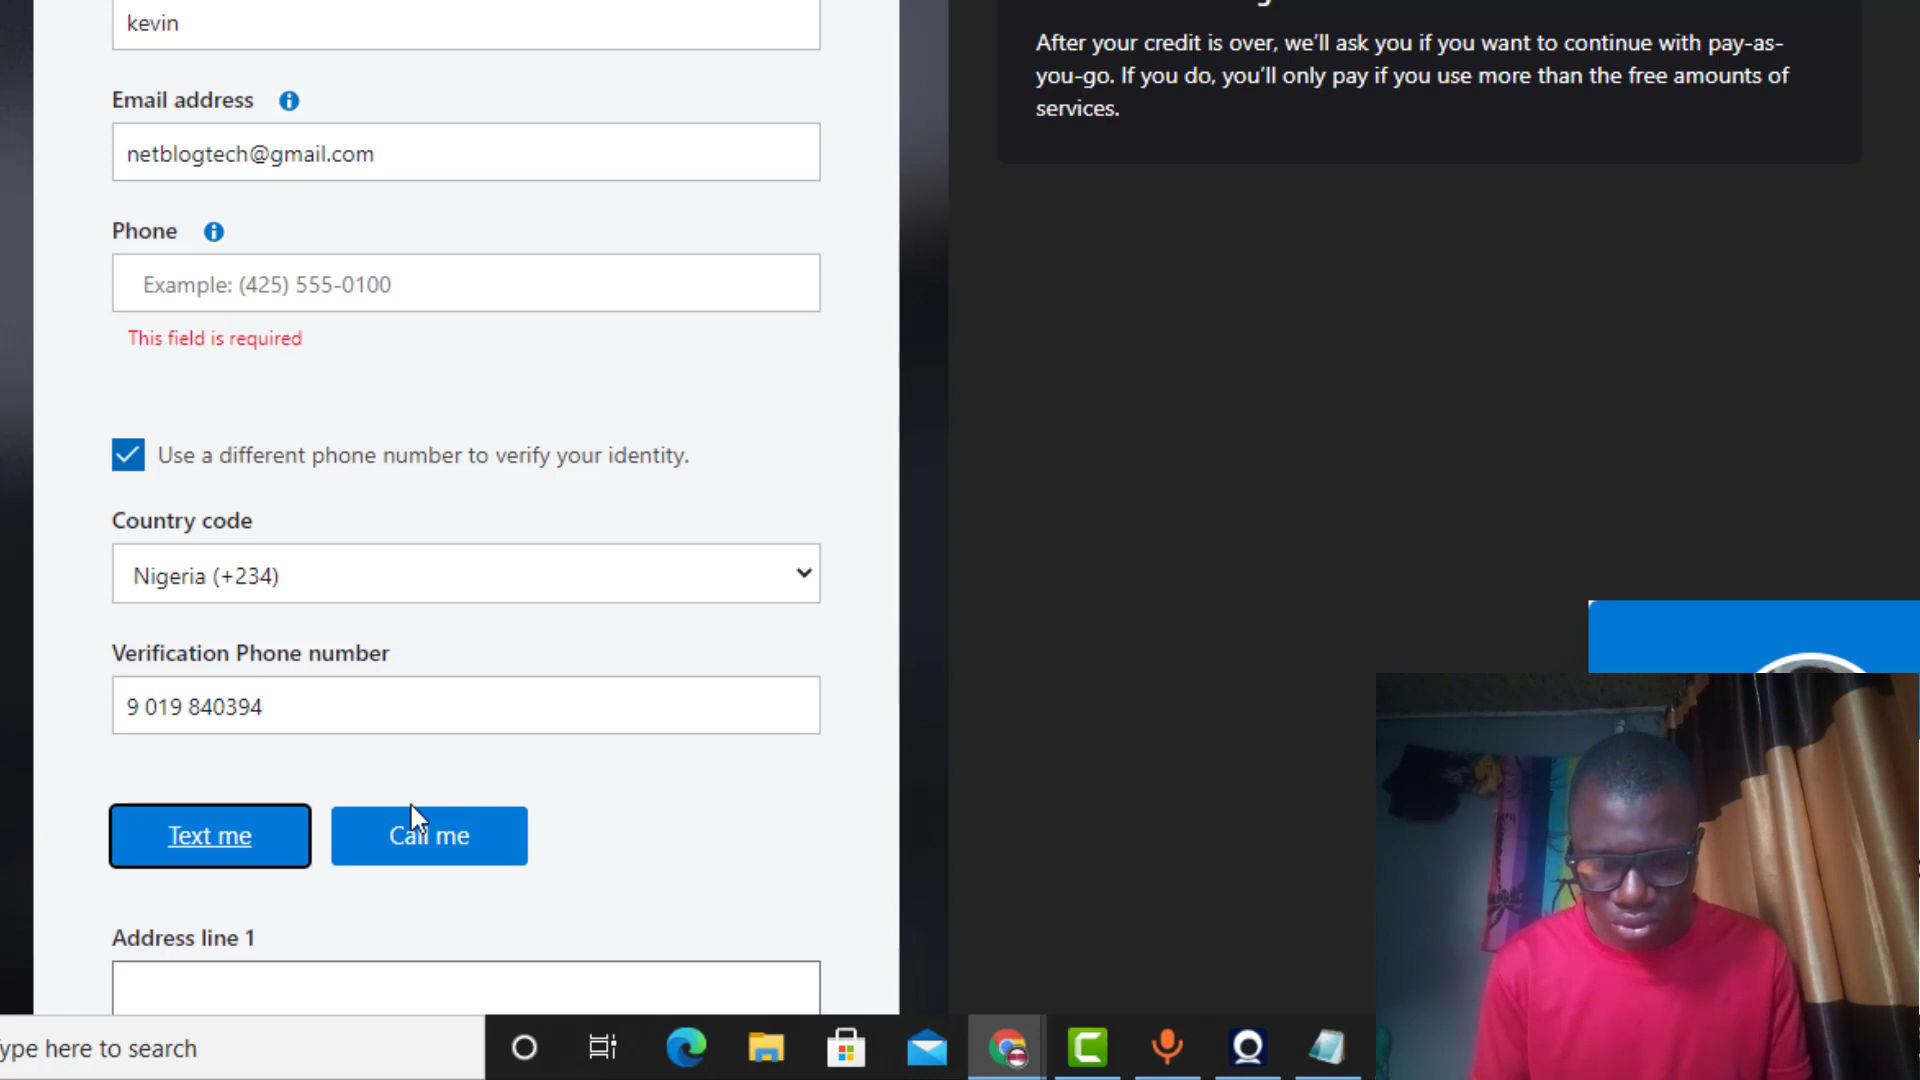 kevin
Email address
netblogtech@gmail.com
Phone
Example: (425) 555-0100
This field is required
Use a different phone number to verify your identity.
Country code
Nigeria (+234)
Verification Phone number
9 019 840394
Text me
Call me
Address line 1
After your credit is over, we’ll ask you if you want to continue with pay-as-
you-go. If you do, you’ll only pay if you use more than the free amounts of
services.
ype here to search